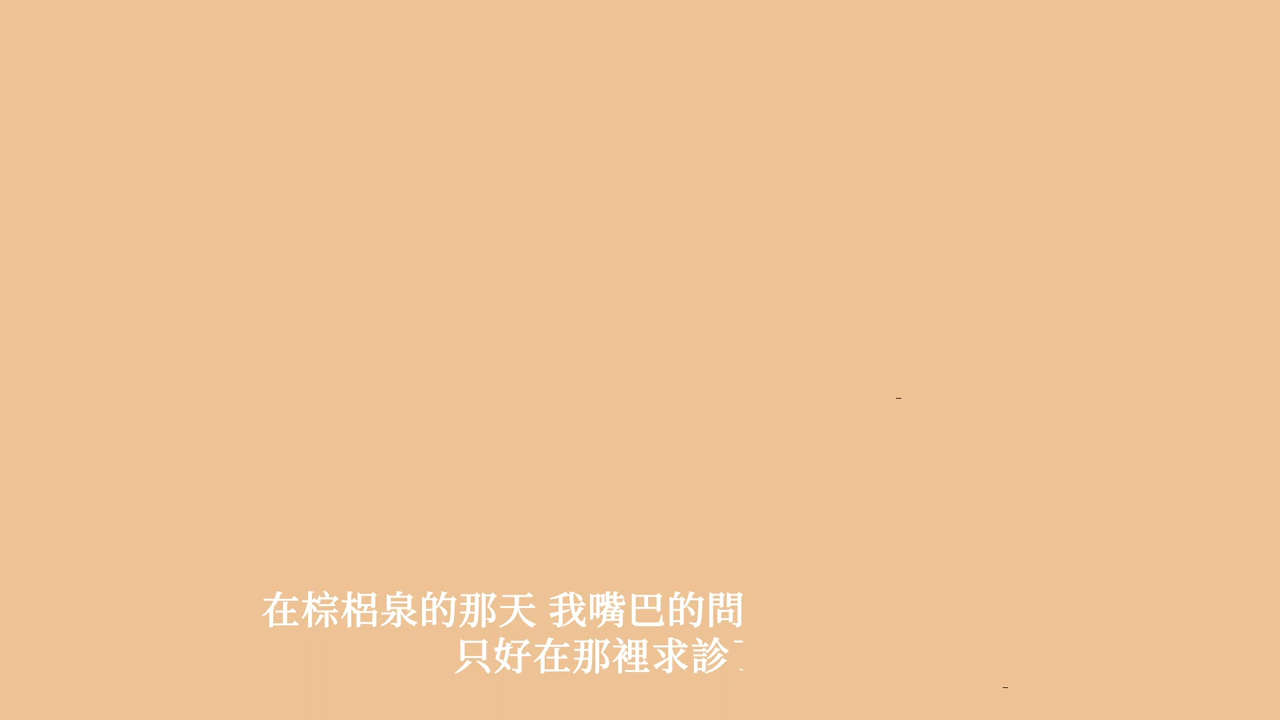 在棕梠泉的那天 我嘴巴的問
只好在那裡求診